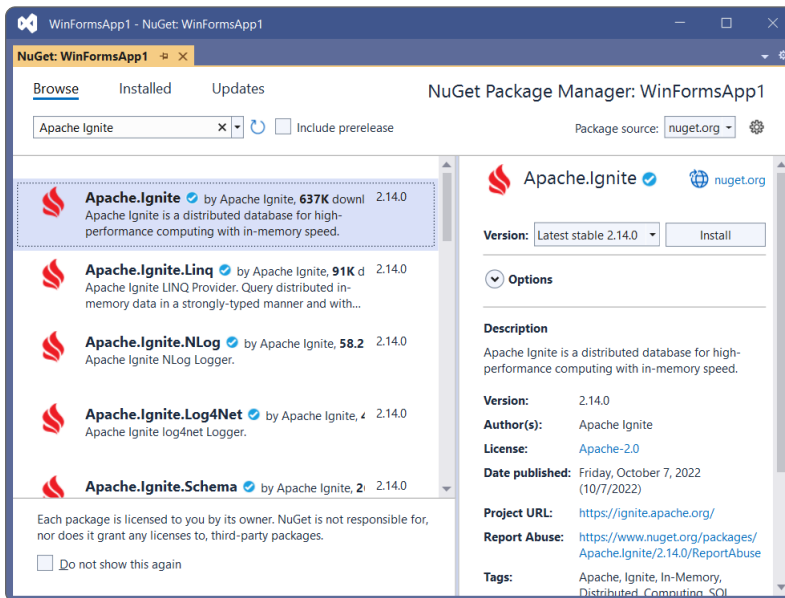 WinFormsApp1 - NuGet: WinFormsApp1
NuGet: WinFormsApp1
Browse Installed Updates
NuGet Package Manager: WinFormsApp1
Apache Ignite
Include prerelease
Package source: nuget.org
Apache.Ignite by Apache Ignite, 637K downl 2.14.0
Apache Ignite is a distributed database for high-
performance computing with in-memory speed.
Apache.Ignite.Linq by Apache Ignite, 91K d 2.14.0
Apache Ignite LINQ Provider. Query distributed in-
memory data in a strongly-typed manner and with...
Apache.Ignite.NLog by Apache Ignite, 58.2 2.14.0
Apache Ignite NLog Logger.
Apache.Ignite.Log4Net by Apache Ignite, 2.14.0
Apache Ignite log4net Logger.
Apache.Ignite.Schema by Apache Ignite, 2.14.0
Each package is licensed to you by its owner. NuGet is not responsible for,
nor does it grant any licenses to, third-party packages.
Do not show this again
Apache.Ignite
nuget.org
Version: Latest stable 2.14.0 Install
Options
Description
Apache Ignite is a distributed database for high-
performance computing with in-memory speed.
Version: 2.14.0
Author(s): Apache Ignite
License: Apache-2.0
Date published: Friday, October 7, 2022
(10/7/2022)
Project URL: https://ignite.apache.org/
Report Abuse: https://www.nuget.org/packages/
Apache.Ignite/2.14.0/ReportAbuse
Tags: Apache, Ignite, In-Memory,
Distributed, Computing, SQL